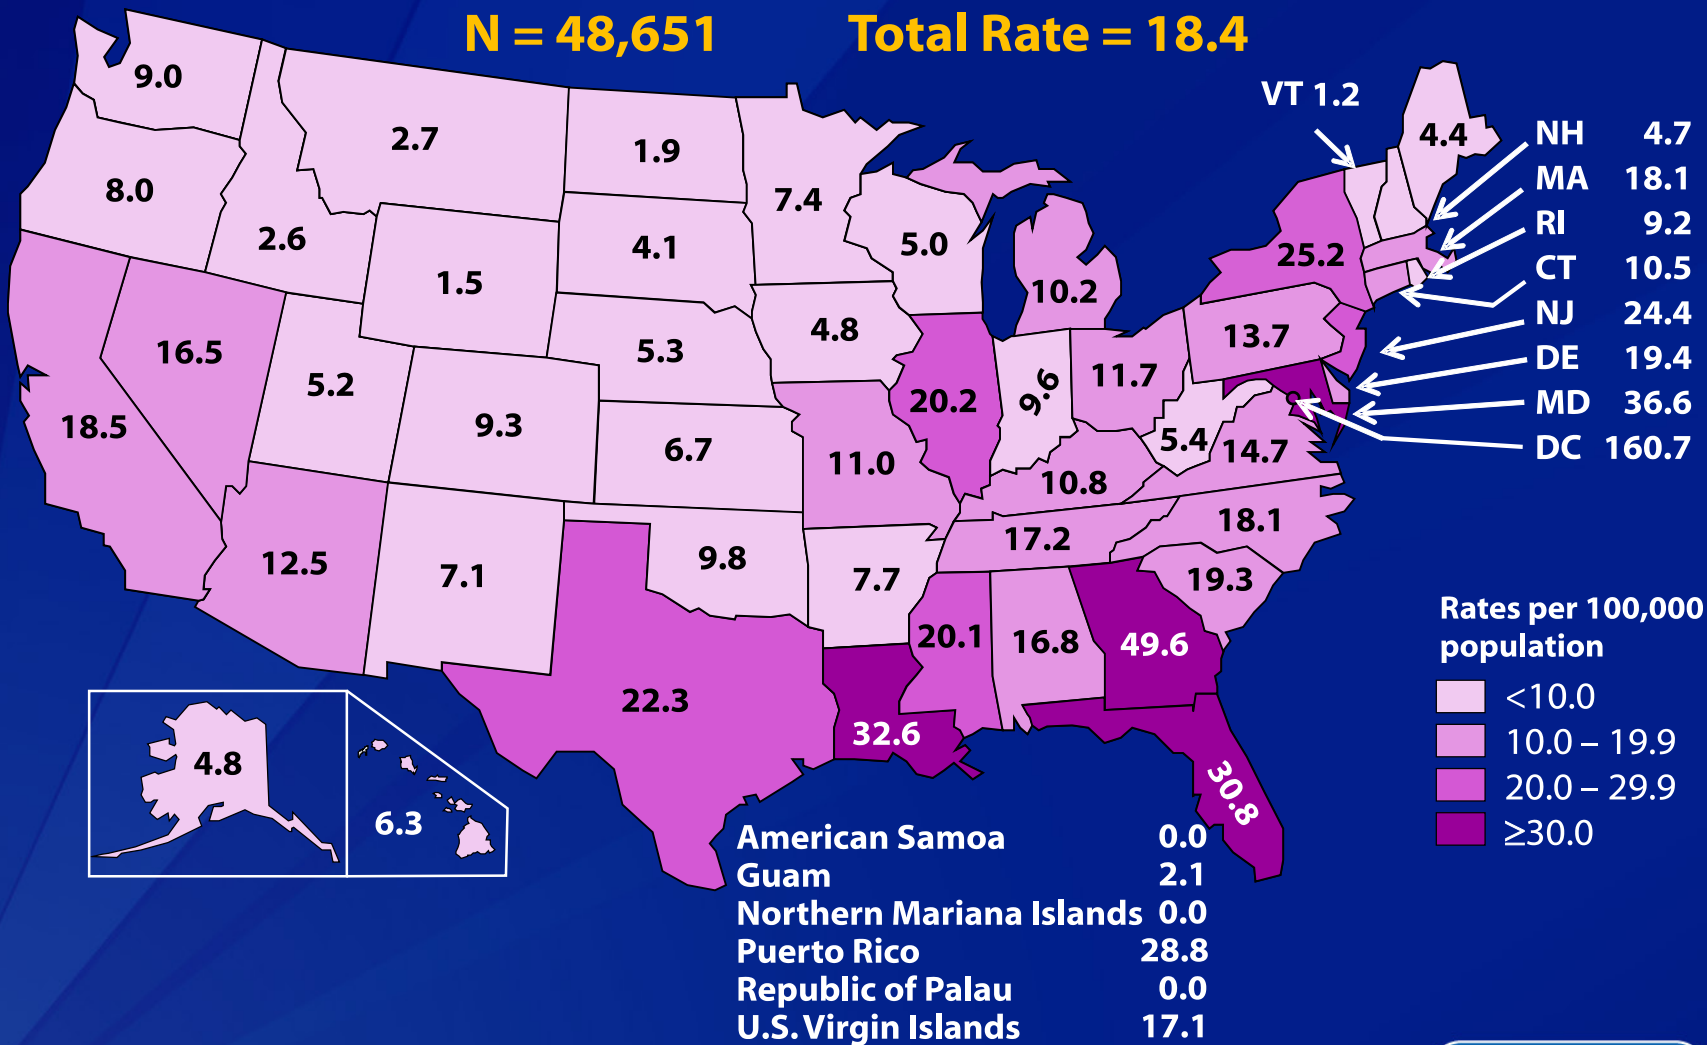 N = 48,651 Total Rate = 18.4
9.0
2.7
1.9
7.4
VT 1.2
4.4
NH 4.7
MA 18.1
RI 9.2
CT 10.5
NJ 24.4
DE 19.4
MD 36.6
DC 160.7
8.0
2.6
1.5
4.1
5.0
10.2
25.2
16.5
5.2
9.3
5.3
4.8
20.2
9.6
11.7
13.7
18.5
6.7
11.0
10.8
5.4
14.7
12.5
7.1
9.8
7.7
17.2
18.1
19.3
22.3
32.6
20.1
16.8
49.6
30.8
4.8
6.3
Rates per 100,000
population
<10.0
10.0 – 19.9
20.0 – 29.9
≥30.0
American Samoa 0.0
Guam 2.1
Northern Mariana Islands 0.0
Puerto Rico 28.8
Republic of Palau 0.0
U.S. Virgin Islands 17.1